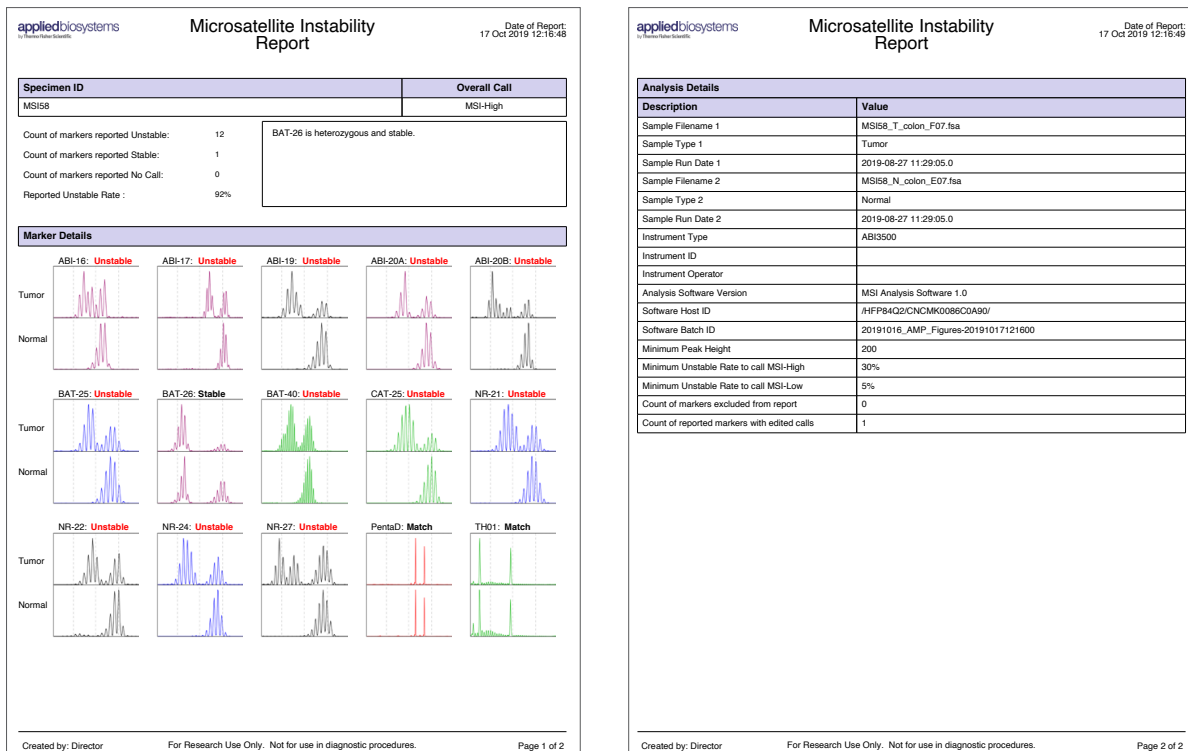 appliedbiosystems
by Thermo Fisher Scientific
Microsatellite Instability
Report
Date of Report:
17 Oct 2019 12:16:48
Specimen ID Overall Call
MSI58 MSI-High
Count of markers reported Unstable: 12
Count of markers reported Stable: 1
Count of markers reported No Call: 0
Reported Unstable Rate : 92%
BAT-26 is heterozygous and stable.
Marker Details
ABI-16: Unstable ABI-17: Unstable ABI-19: Unstable ABI-20A: Unstable ABI-20B: Unstable
Tumor
Normal
BAT-25: Unstable BAT-26: Stable BAT-40: Unstable CAT-25: Unstable NR-21: Unstable
Tumor
Normal
NR-22: Unstable NR-24: Unstable NR-27: Unstable PentaD: Match TH01: Match
Tumor
Normal
Created by: Director For Research Use Only. Not for use in diagnostic procedures. Page 1 of 2
appliedbiosystems
by Thermo Fisher Scientific
Microsatellite Instability
Report
Date of Report:
17 Oct 2019 12:16:49
Analysis Details
Description Value
Sample Filename 1 MSI58_T_colon_F07.fsa
Sample Type 1 Tumor
Sample Run Date 1 2019-08-27 11:29:05.0
Sample Filename 2 MSI58_N_colon_E07.fsa
Sample Type 2 Normal
Sample Run Date 2 2019-08-27 11:29:05.0
Instrument Type ABI3500
Instrument ID
Instrument Operator
Analysis Software Version MSI Analysis Software 1.0
Software Host ID /HFP84Q2/CNCMK0086C0A90/
Software Batch ID 20191016_AMP_Figures-20191017121600
Minimum Peak Height 200
Minimum Unstable Rate to call MSI-High 30%
Minimum Unstable Rate to call MSI-Low 5%
Count of markers excluded from report 0
Count of reported markers with edited calls 1
Created by: Director For Research Use Only. Not for use in diagnostic procedures. Page 2 of 2